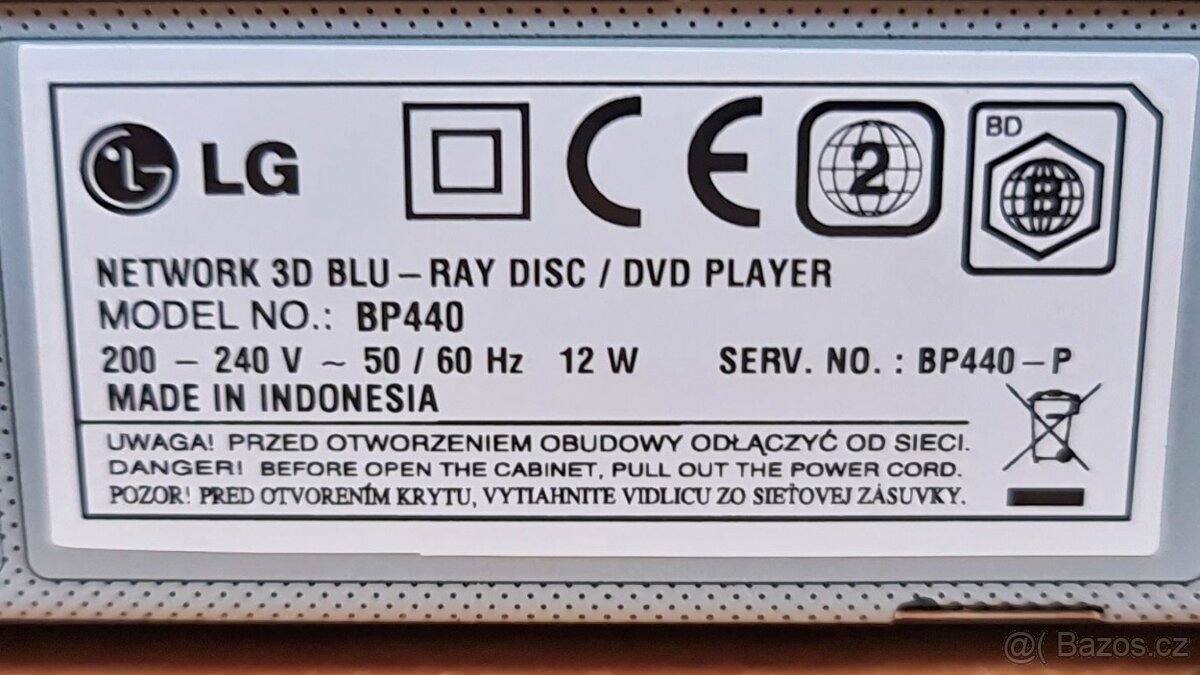 LG CE 2 BD B
NETWORK 3D BLU-RAY DISC / DVD PLAYER
MODEL NO.: BP440
200 - 240 V ~ 50 / 60 Hz 12 W SERV. NO. : BP440-P
MADE IN INDONESIA
UWAGA! PRZED OTWORZENIEM OBUDOWY ODŁĄCZYĆ OD SIECI.
DANGER! BEFORE OPEN THE CABINET, PULL OUT THE POWER CORD.
POZOR! PRED OTVORENÍM KRYTU, VYTIAHNITE VIDLICU ZO SIEŤOVEJ ZÁSUVKY.
@( Bazos.cz